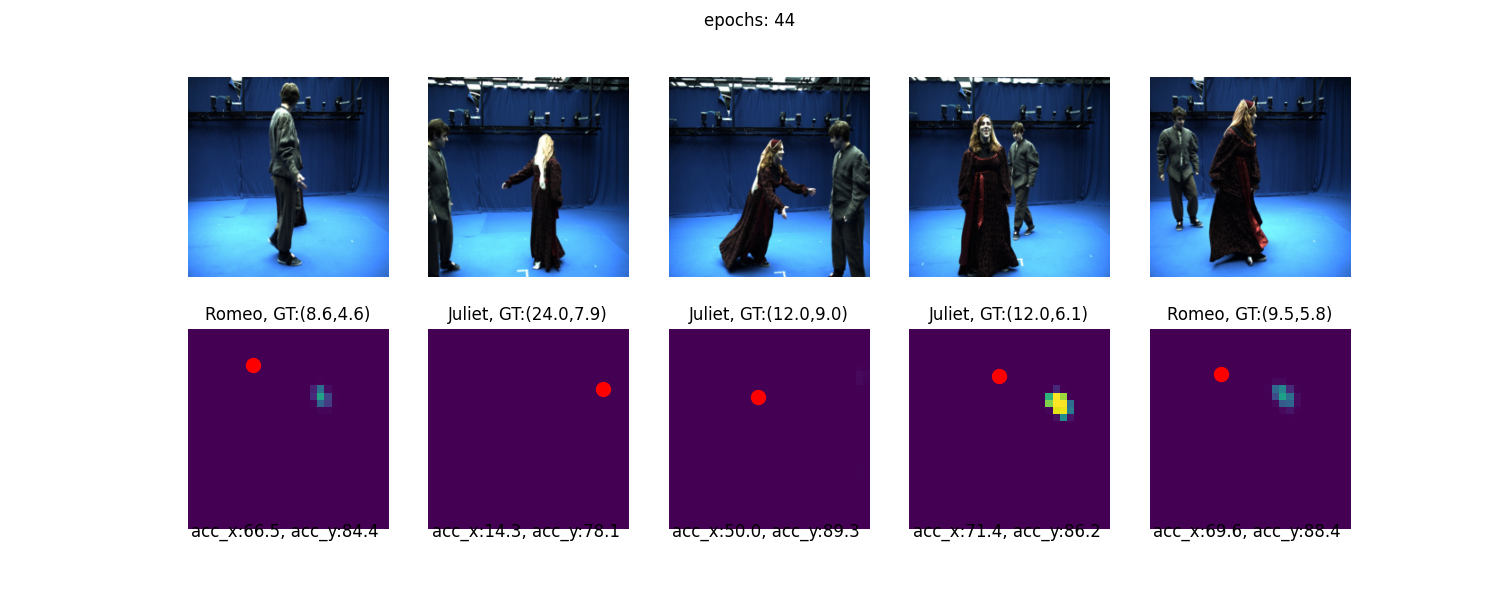 epochs: 44
Romeo, GT:(8.6,4.6)
Juliet, GT:(24.0,7.9)
Juliet, GT:(12.0,9.0)
Juliet, GT:(12.0,6.1)
Romeo, GT:(9.5,5.8)
acc_x:66.5, acc_y:84.4
acc_x:14.3, acc_y:78.1
acc_x:50.0, acc_y:89.3
acc_x:71.4, acc_y:86.2
acc_x:69.6, acc_y:88.4